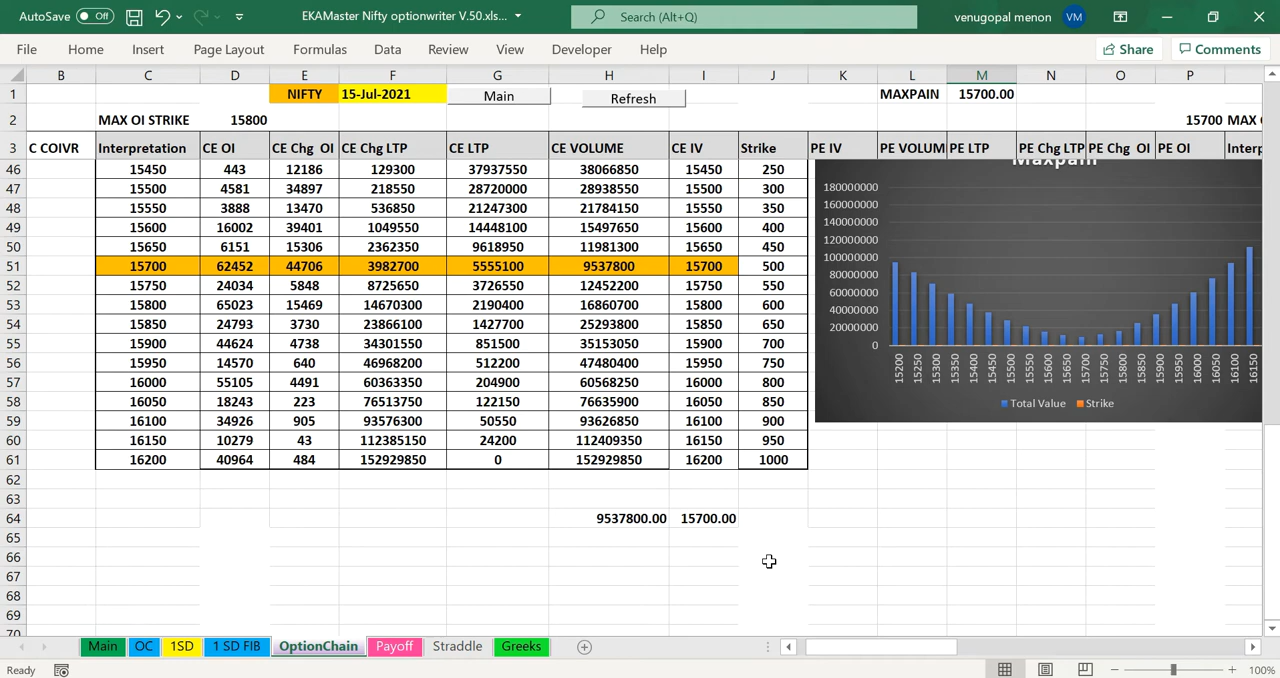 AutoSave Off EKAMaster Nifty optionwriter V.50.xls... Search (Alt+Q) venugopal menon VM
File Home Insert Page Layout Formulas Data Review View Developer Help Share Comments
B C D E F G H I J K L M N O P
1 NIFTY 15-Jul-2021 Main Refresh MAXPAIN 15700.00
2 MAX OI STRIKE 15800 15700 MAX
3 C COIVR Interpretation CE OI CE Chg OI CE Chg LTP CE LTP CE VOLUME CE IV Strike PE IV PE VOLUM PE LTP PE Chg LTP PE Chg OI PE OI Interp
Maxpain
46 15450 443 12186 129300 37937550 38066850 15450 250
47 15500 4581 34897 218550 28720000 28938550 15500 300
48 15550 3888 13470 536850 21247300 21784150 15550 350
49 15600 16002 39401 1049550 14448100 15497650 15600 400
50 15650 6151 15306 2362350 9618950 11981300 15650 450
51 15700 62452 44706 3982700 5555100 9537800 15700 500
52 15750 24034 5848 8725650 3726550 12452200 15750 550
53 15800 65023 15469 14670300 2190400 16860700 15800 600
54 15850 24793 3730 23866100 1427700 25293800 15850 650
55 15900 44624 4738 34301550 851500 35153050 15900 700
56 15950 14570 640 46968200 512200 47480400 15950 750
57 16000 55105 4491 60363350 204900 60568250 16000 800
58 16050 18243 223 76513750 122150 76635900 16050 850
59 16100 34926 905 93576300 50550 93626850 16100 900
60 16150 10279 43 112385150 24200 112409350 16150 950
61 16200 40964 484 152929850 0 152929850 16200 1000
180000000
160000000
140000000
120000000
100000000
80000000
60000000
40000000
20000000
0
15200 15250 15300 15350 15400 15450 15500 15550 15600 15650 15700 15750 15800 15850 15900 15950 16000 16050 16100 16150
Total Value Strike
62
63
64 9537800.00 15700.00
65
66
67
68
69
70
Main OC 1SD 1 SD FIB OptionChain Payoff Straddle Greeks
Ready 100%